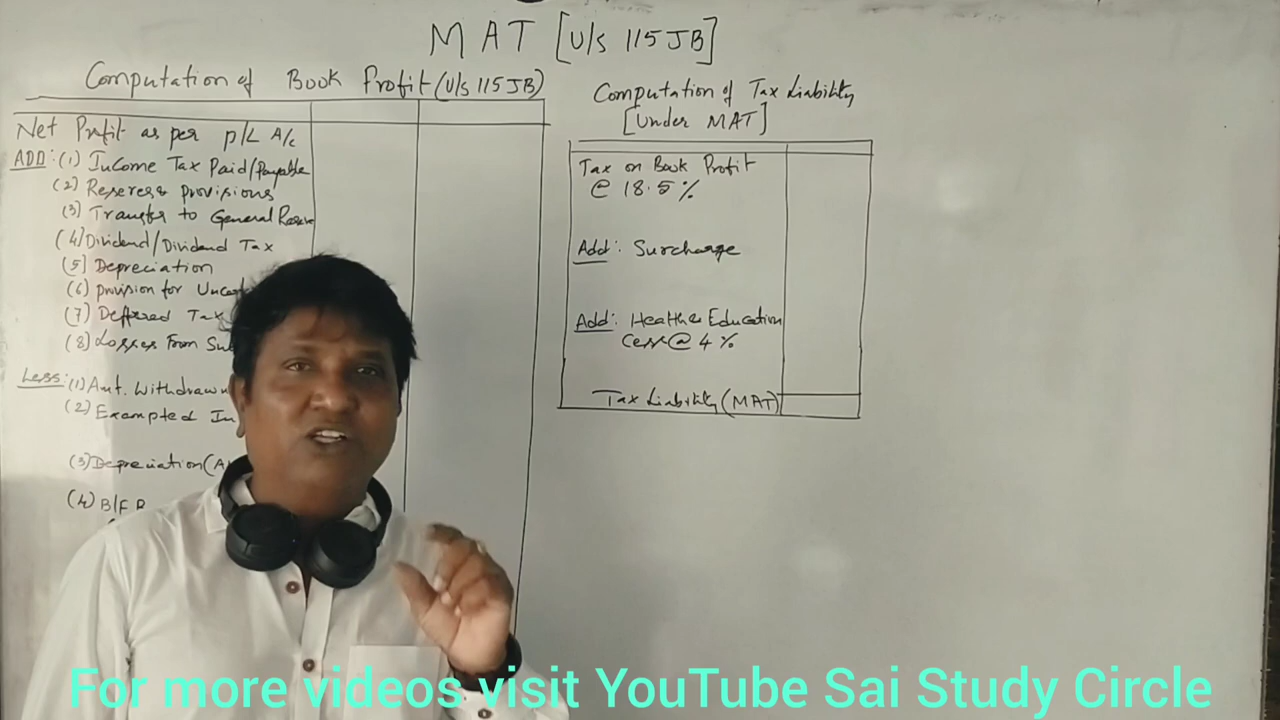 MAT [U/s 115JB]
Computation of Book Profit (U/s 115JB)
Net Profit as per P/L A/c
ADD: (1) Income Tax Paid/Payable
(2) Reseres & provisions
(3) Transfer to General Reserve
(4) Dividend/Dividend Tax
(5) Depreciation
(6) provision for
(7) Deffered Tax
(8) Losses From
Less: (1) Amt. Withdrawn
(2) Exampted
(3) Depreciation (
(4) B/F
Computation of Tax Liability
[Under MAT]
Tax on Book Profit
@ 18.5%
Add: Surcharge
Add: Health & Education
Cess @ 4%
Tax Liability (MAT)
For more videos visit YouTube Sai Study Circle